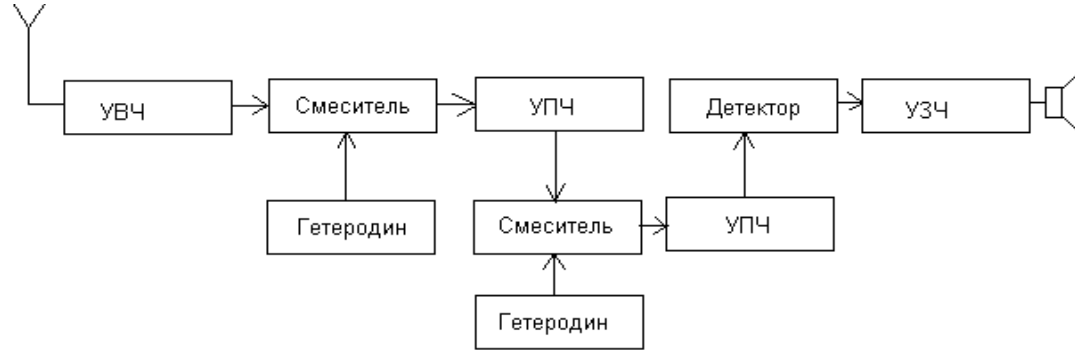 УВЧ
Смеситель
УПЧ
Детектор
УЗЧ
Гетеродин
Смеситель
УПЧ
Гетеродин